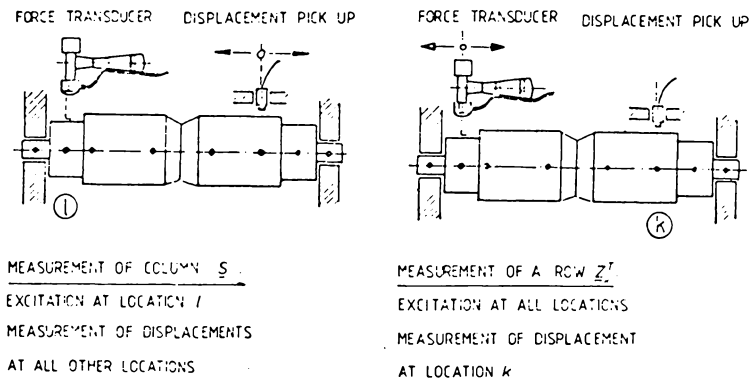 FORCE TRANSDUCER
DISPLACEMENT PICK UP
l
MEASUREMENT OF COLUMN S.
EXCITATION AT LOCATION l
MEASUREMENT OF DISPLACEMENTS
AT ALL OTHER LOCATIONS
FORCE TRANSDUCER
DISPLACEMENT PICK UP
k
MEASUREMENT OF A ROW Zᵀ.
EXCITATION AT ALL LOCATIONS
MEASUREMENT OF DISPLACEMENT
AT LOCATION k